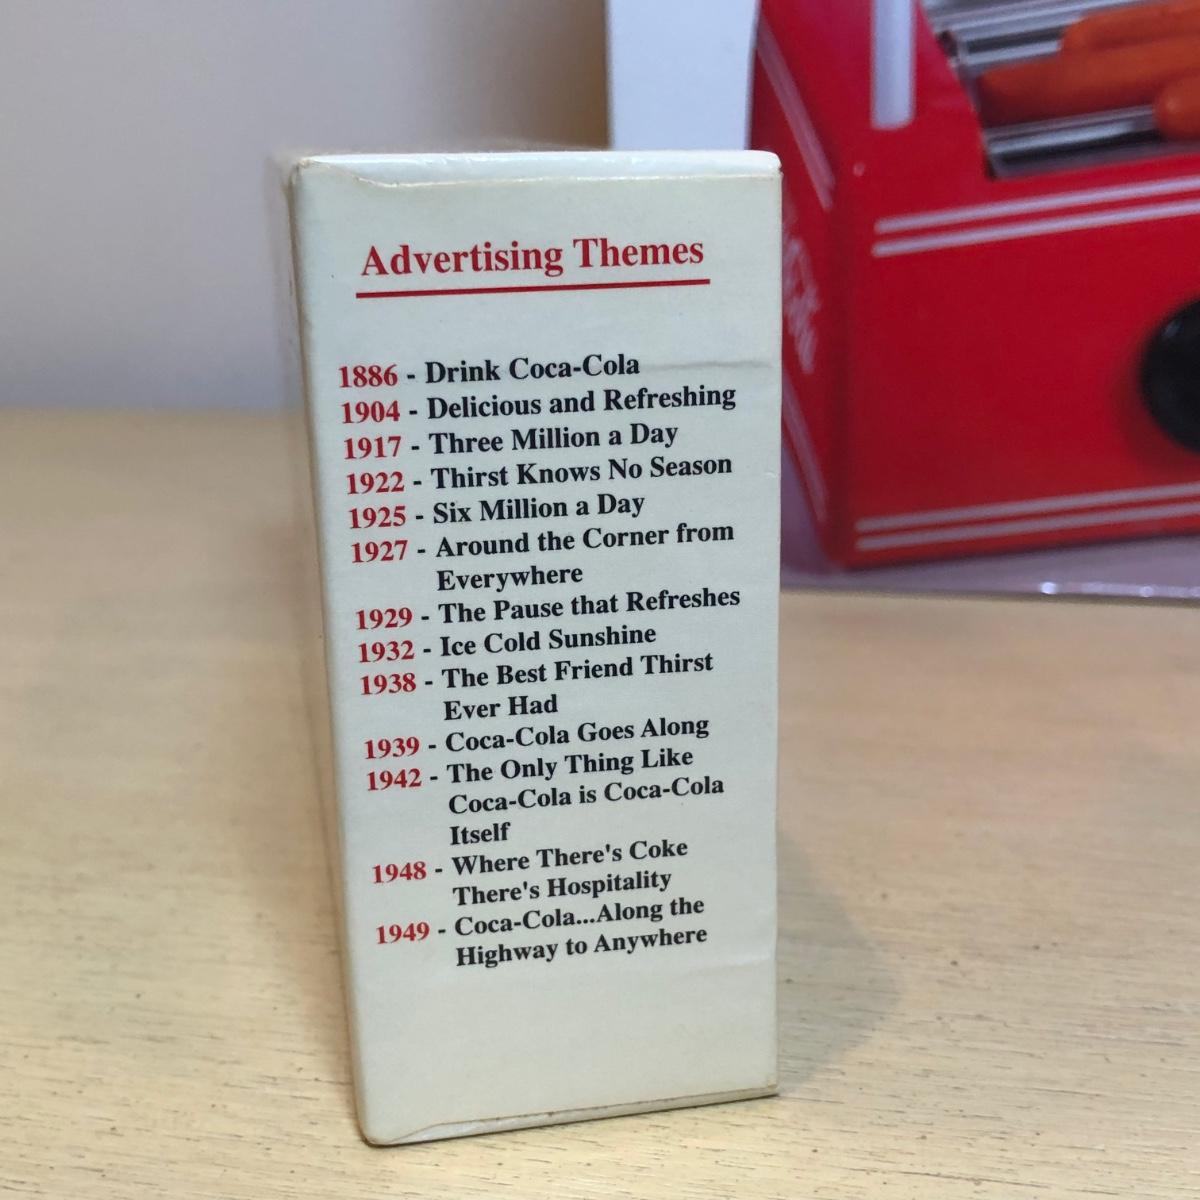 Advertising Themes
1886 - Drink Coca-Cola
1904 - Delicious and Refreshing
1917 - Three Million a Day
1922 - Thirst Knows No Season
1925 - Six Million a Day
1927 - Around the Corner from
Everywhere
1929 - The Pause that Refreshes
1932 - Ice Cold Sunshine
1938 - The Best Friend Thirst
Ever Had
1939 - Coca-Cola Goes Along
1942 - The Only Thing Like
Coca-Cola is Coca-Cola
Itself
1948 - Where There's Coke
There's Hospitality
1949 - Coca-Cola...Along the
Highway to Anywhere